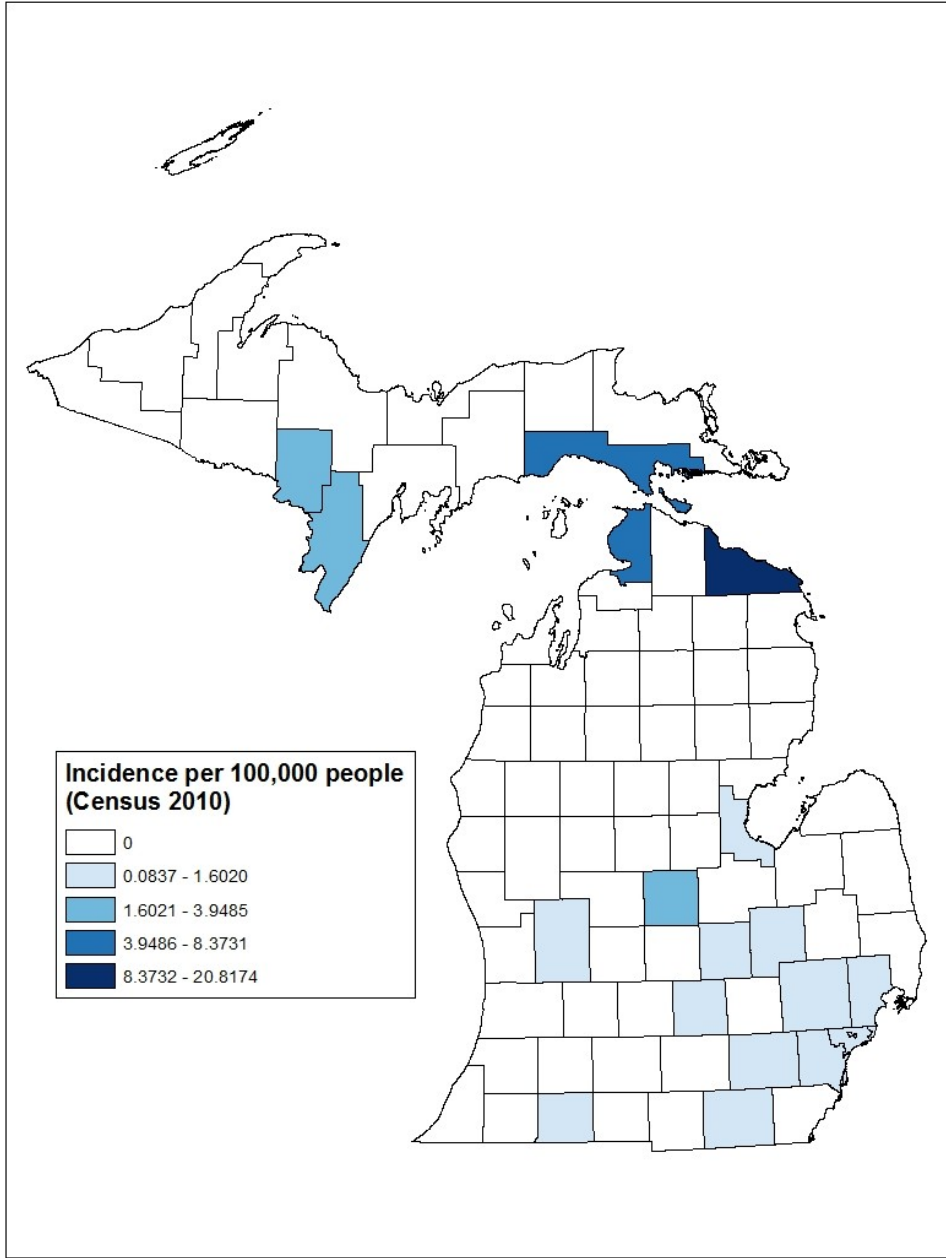 Incidence per 100,000 people
(Census 2010)
0
0.0837 - 1.6020
1.6021 - 3.9485
3.9486 - 8.3731
8.3732 - 20.8174